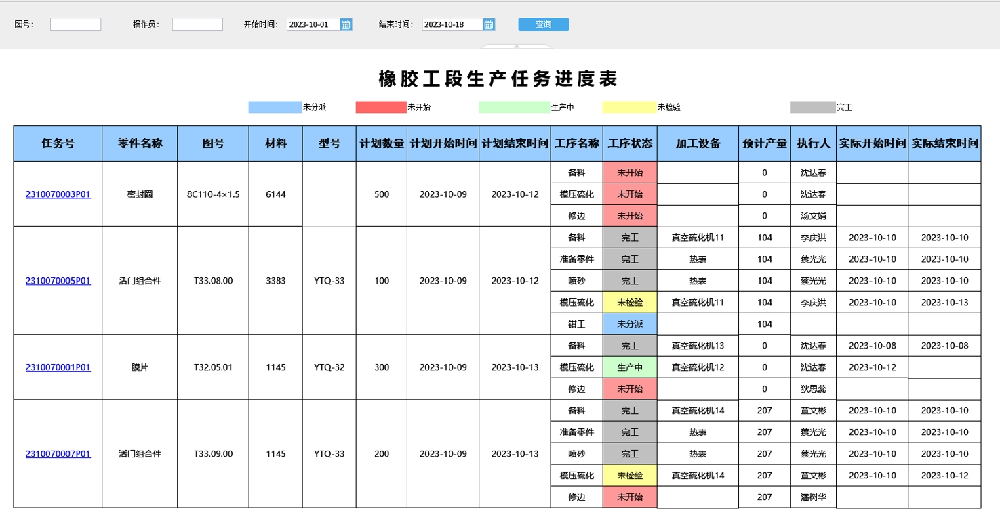 图号： 操作员： 开始时间： 2023-10-01 结束时间： 2023-10-18 查询
橡胶工段生产任务进度表
未分派 未开始 生产中 未检验 完工
任务号 零件名称 图号 材料 型号 计划数量 计划开始时间 计划结束时间 工序名称 工序状态 加工设备 预计产量 执行人 实际开始时间 实际结束时间
2310070003P01 密封圈 8C110-4×1.5 6144 500 2023-10-09 2023-10-12
备料 未开始 0 沈达春
模压硫化 未开始 0 沈达春
修边 未开始 0 汤文娟
2310070005P01 活门组合件 T33.08.00 3383 YTQ-33 100 2023-10-09 2023-10-12
备料 完工 真空硫化机11 104 李庆洪 2023-10-10 2023-10-10
准备零件 完工 热表 104 蔡光光 2023-10-10 2023-10-10
喷砂 完工 热表 104 蔡光光 2023-10-10 2023-10-10
模压硫化 未检验 真空硫化机11 104 李庆洪 2023-10-10 2023-10-13
钳工 未分派 104
2310070001P01 膜片 T32.05.01 1145 YTQ-32 300 2023-10-09 2023-10-13
备料 完工 真空硫化机13 0 沈达春 2023-10-08 2023-10-08
模压硫化 生产中 真空硫化机12 0 沈达春 2023-10-12
修边 未开始 0 狄思蕊
2310070007P01 活门组合件 T33.09.00 1145 YTQ-33 200 2023-10-09 2023-10-13
备料 完工 真空硫化机14 207 章文彬 2023-10-10 2023-10-10
准备零件 完工 热表 207 蔡光光 2023-10-10 2023-10-10
喷砂 完工 热表 207 蔡光光 2023-10-10 2023-10-10
模压硫化 未检验 真空硫化机14 207 章文彬 2023-10-10 2023-10-12
修边 未开始 207 潘树华